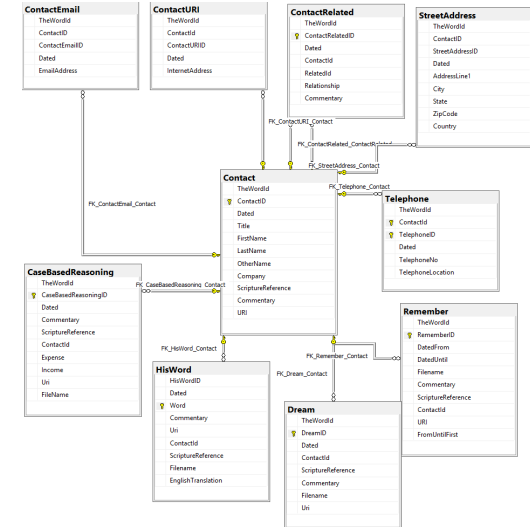 ContactEmail
TheWordId
ContactID
ContactEmailID
Dated
EmailAddress
ContactURI
TheWordId
ContactId
ContactURIID
Dated
InternetAddress
ContactRelated
TheWordId
ContactRelatedID
Dated
ContactId
RelatedId
Relationship
Commentary
StreetAddress
TheWordId
ContactID
StreetAddressID
Dated
AddressLine1
City
State
ZipCode
Country
FK_ContactURI_Contact
FK_ContactRelated_ContactRelated
FK_StreetAddress_Contact
FK_Telephone_Contact
FK_ContactEmail_Contact
Contact
TheWordId
ContactID
Dated
Title
FirstName
LastName
OtherName
Company
ScriptureReference
Commentary
URI
Telephone
TheWordId
ContactId
TelephoneID
Dated
TelephoneNo
TelephoneLocation
CaseBasedReasoning
TheWordId
CaseBasedReasoningID
Dated
Commentary
ScriptureReference
ContactId
Expense
Income
Uri
FileName
FK_CaseBasedReasoning_Contact
FK_HisWord_Contact
FK_Remember_Contact
FK_Dream_Contact
Remember
TheWordId
RememberID
DatedFrom
DatedUntil
Filename
Commentary
ScriptureReference
ContactId
URI
FromUntilFirst
HisWord
HisWordID
Dated
Word
Commentary
Uri
ContactId
ScriptureReference
Filename
EnglishTranslation
Dream
TheWordId
DreamID
Dated
ContactId
ScriptureReference
Commentary
Filename
Uri